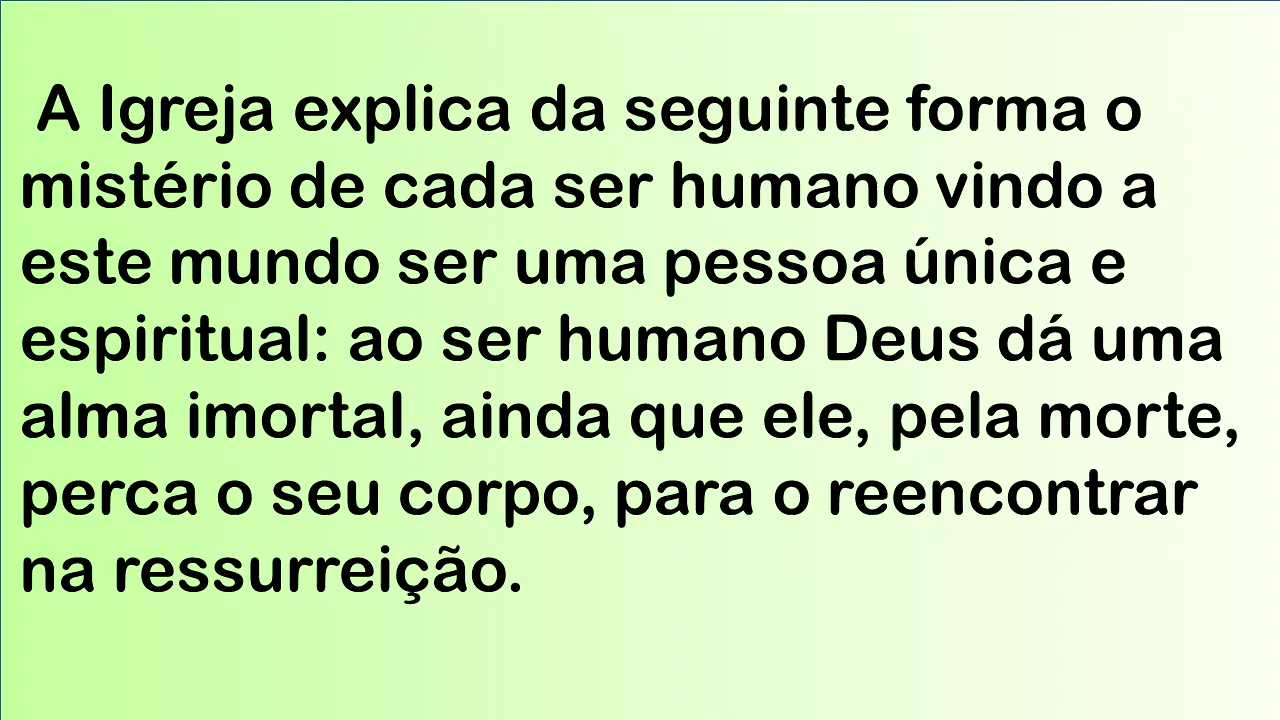 A Igreja explica da seguinte forma o
mistério de cada ser humano vindo a
este mundo ser uma pessoa única e
espiritual: ao ser humano Deus dá uma
alma imortal, ainda que ele, pela morte,
perca o seu corpo, para o reencontrar
na ressurreição.